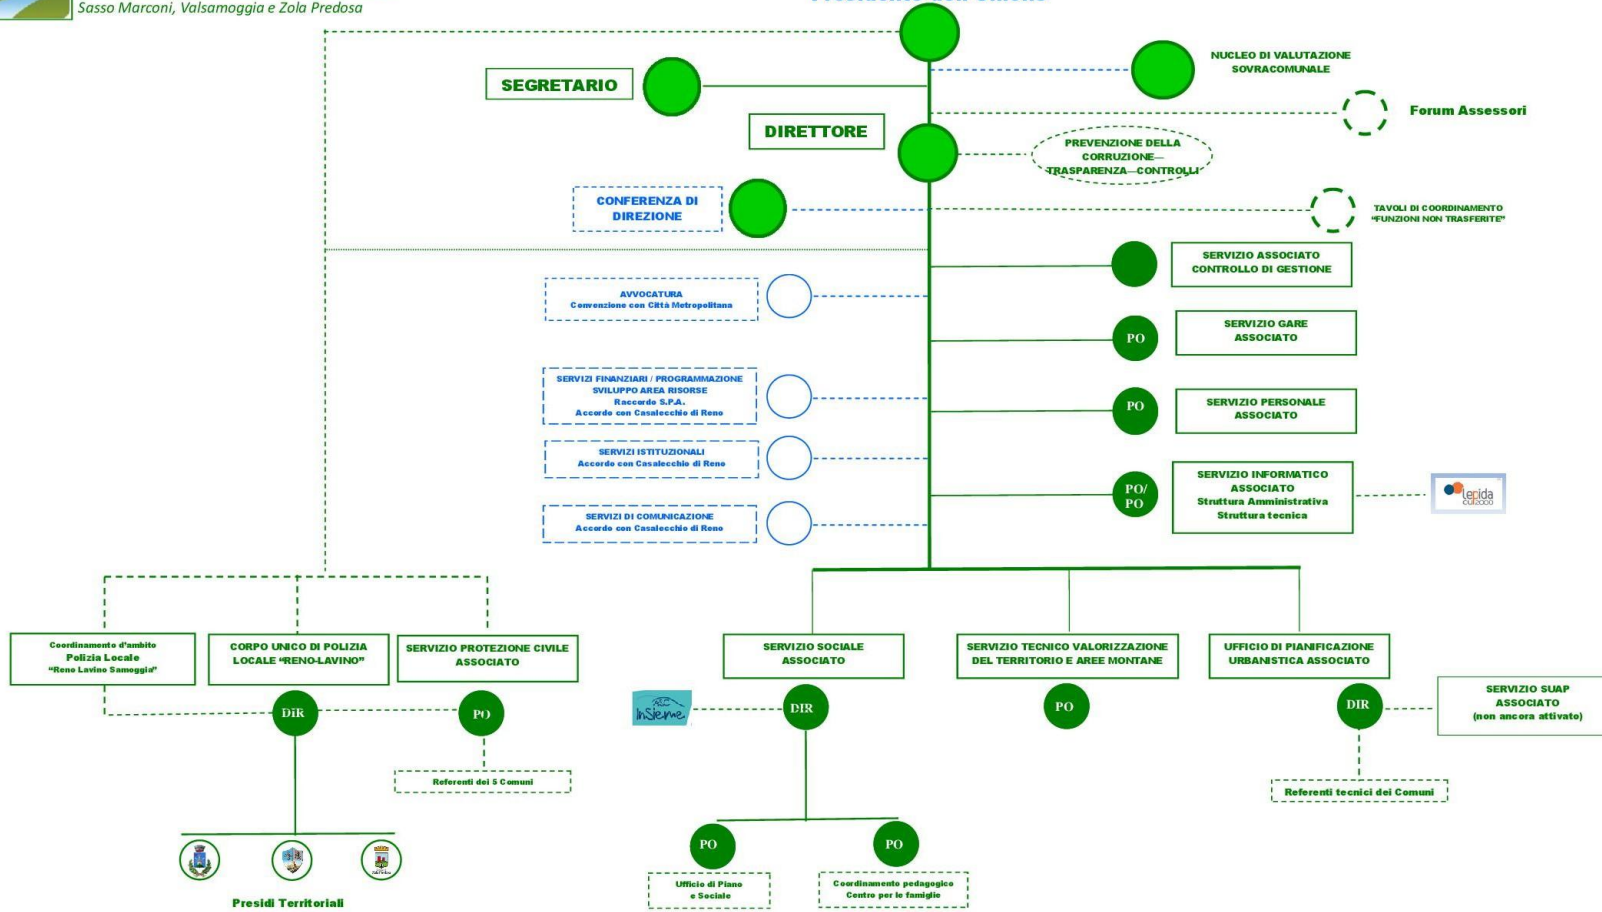 Sasso Marconi, Valsamoggia e Zola Predosa
NUCLEO DI VALUTAZIONE
SOVRACOMUNALE
SEGRETARIO
Forum Assessori
DIRETTORE
PREVENZIONE DELLA
CORRUZIONE—
TRASPARENZA—CONTROLLI
CONFERENZA DI
DIREZIONE
TAVOLI DI COORDINAMENTO
"FUNZIONI NON TRASFERITE"
SERVIZIO ASSOCIATO
CONTROLLO DI GESTIONE
AVVOCATURA
Convenzione con Città Metropolitana
PO
SERVIZIO GARE
ASSOCIATO
SERVIZI FINANZIARI / PROGRAMMAZIONE
SVILUPPO AREA RISORSE
Raccordo S.P.A.
Accordo con Casalecchio di Reno
PO
SERVIZIO PERSONALE
ASSOCIATO
SERVIZI ISTITUZIONALI
Accordo con Casalecchio di Reno
PO/
PO
SERVIZIO INFORMATICO
ASSOCIATO
Struttura Amministrativa
Struttura tecnica
lepida
SERVIZI DI COMUNICAZIONE
Accordo con Casalecchio di Reno
Coordinamento d'ambito
Polizia Locale
"Reno Lavino Samoggia"
CORPO UNICO DI POLIZIA
LOCALE "RENO-LAVINO"
SERVIZIO PROTEZIONE CIVILE
ASSOCIATO
SERVIZIO SOCIALE
ASSOCIATO
SERVIZIO TECNICO VALORIZZAZIONE
DEL TERRITORIO E AREE MONTANE
UFFICIO DI PIANIFICAZIONE
URBANISTICA ASSOCIATO
DiR
PO
InSieme
DIR
PO
DIR
SERVIZIO SUAP
ASSOCIATO
(non ancora attivato)
Referenti dei 5 Comuni
Referenti tecnici dei Comuni
PO
PO
Ufficio di Piano
e Sociale
Coordinamento pedagogico
Centro per le famiglie
Presidi Territoriali